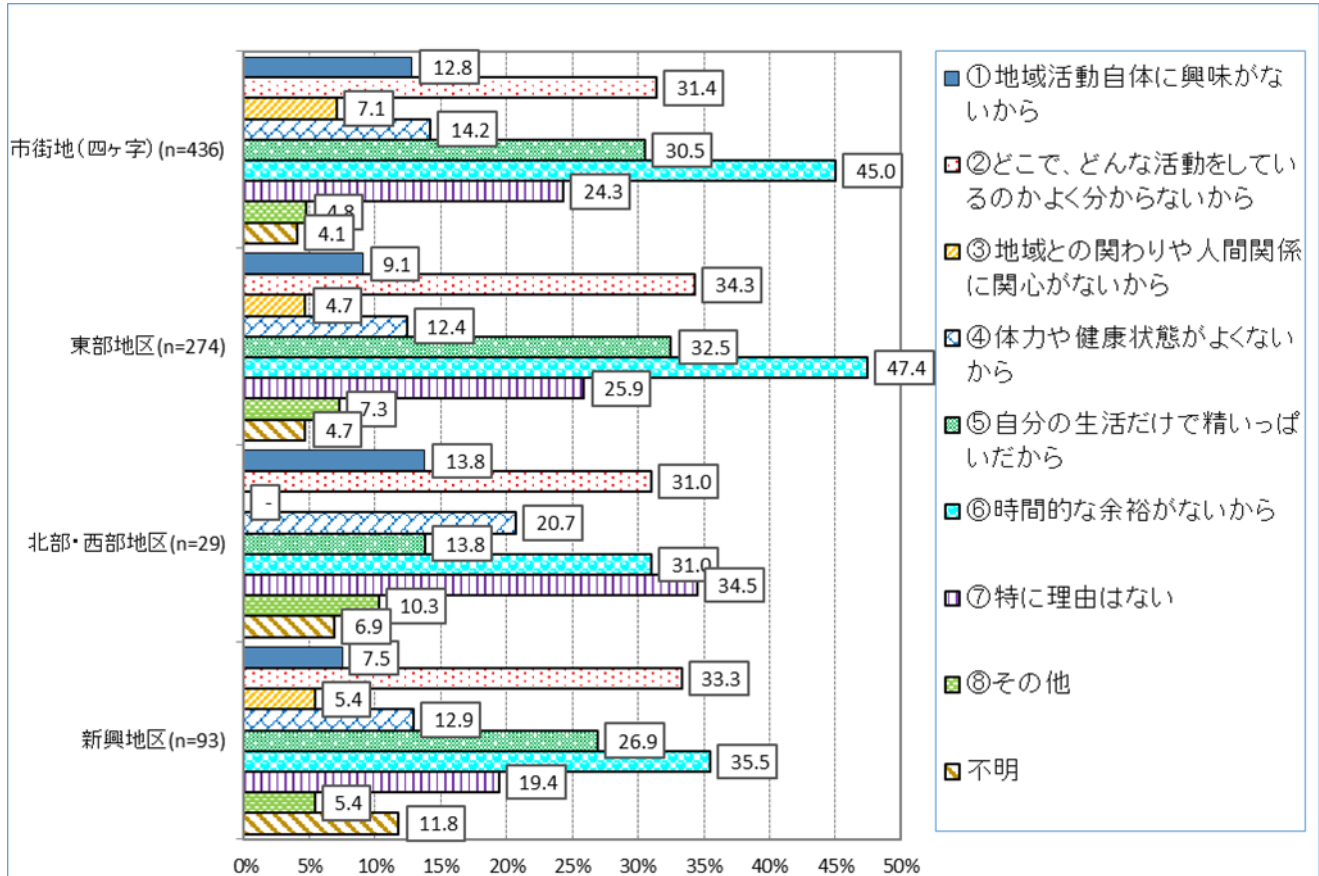 市街地(四ヶ字)(n=436)
12.8
31.4
7.1
14.2
30.5
45.0
24.3
4.8
4.1
東部地区(n=274)
9.1
34.3
4.7
12.4
32.5
47.4
25.9
7.3
4.7
北部・西部地区(n=29)
13.8
31.0
-
20.7
13.8
31.0
34.5
10.3
6.9
新興地区(n=93)
7.5
33.3
5.4
12.9
26.9
35.5
19.4
5.4
11.8
0% 5% 10% 15% 20% 25% 30% 35% 40% 45% 50%
①地域活動自体に興味がな
いから
②どこで、どんな活動をしてい
るのかよく分からないから
③地域との関わりや人間関係
に関心がないから
④体力や健康状態がよくない
から
⑤自分の生活だけで精いっぱ
いだから
⑥時間的な余裕がないから
⑦特に理由はない
⑧その他
不明